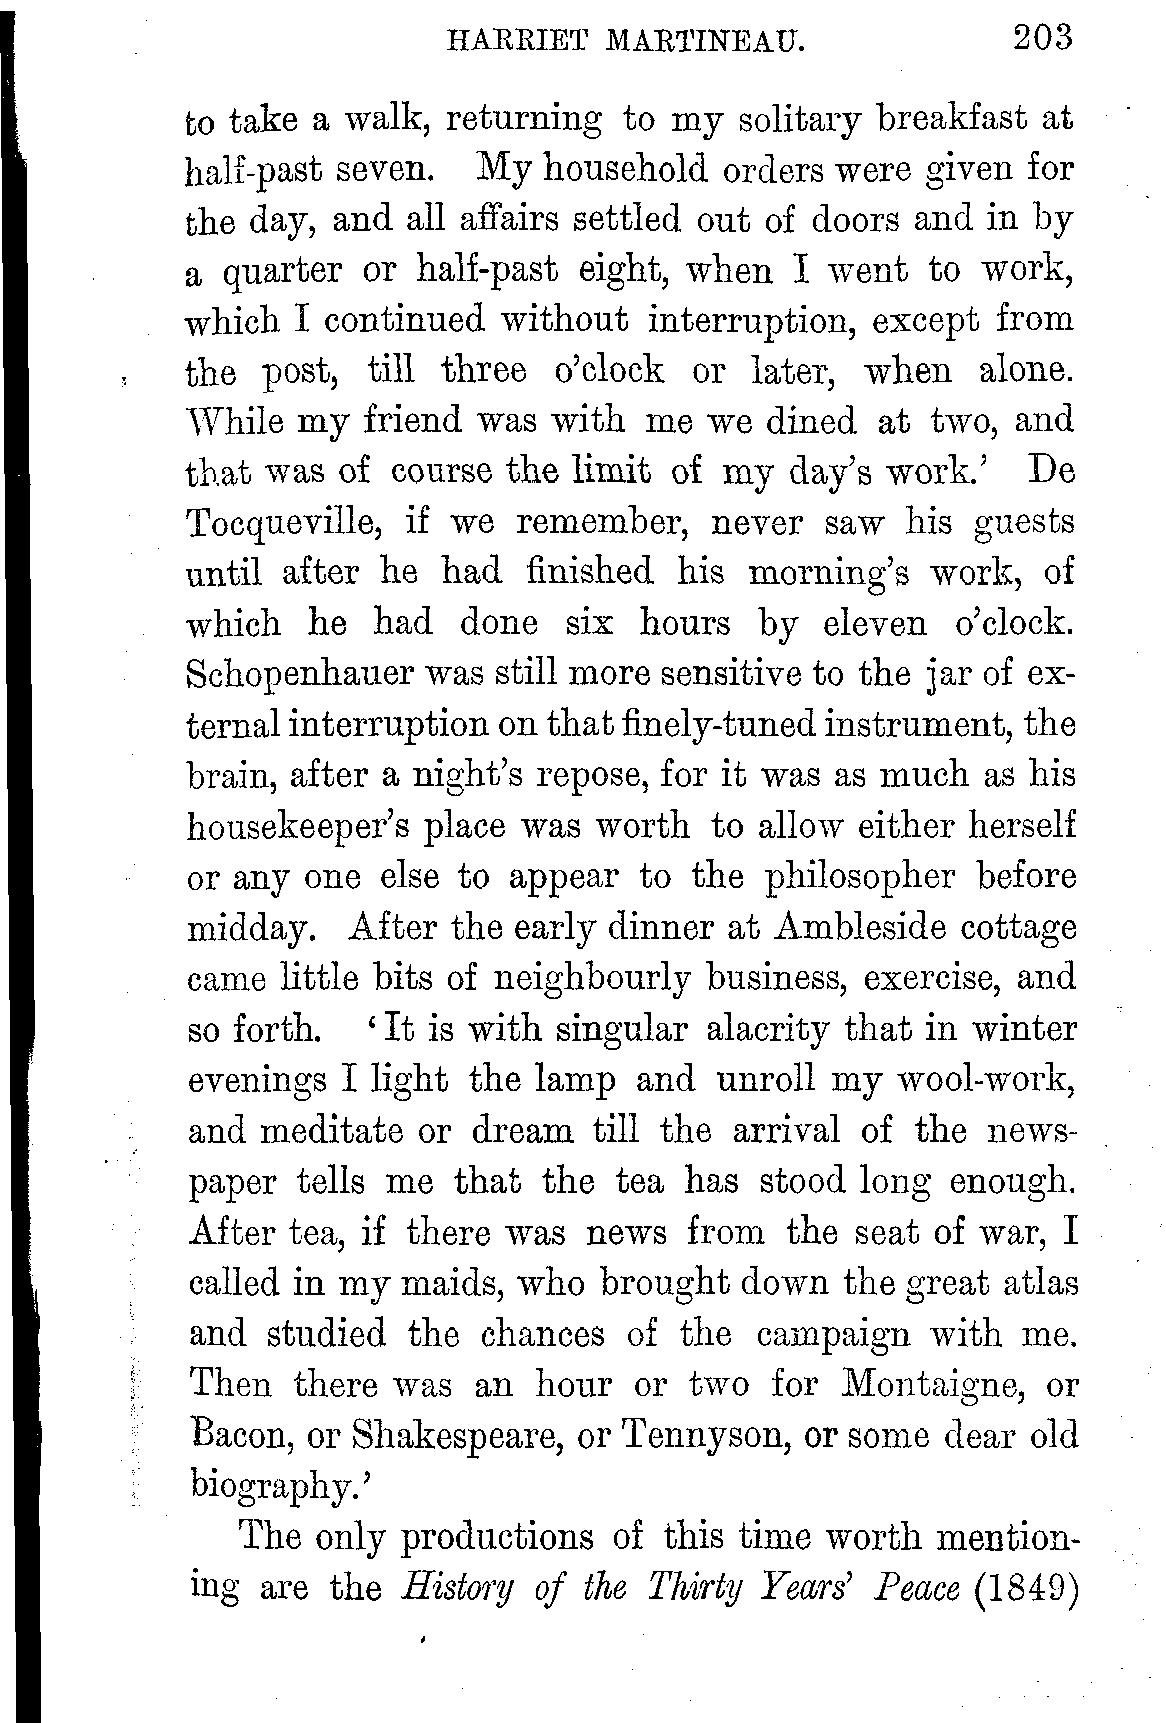 HARRIET MARTINEAU. 203
to take a walk, returning to my solitary breakfast at
half-past seven. My household orders were given for
the day, and all affairs settled out of doors and in by
a quarter or half-past eight, when I went to work,
which I continued without interruption, except from
the post, till three o'clock or later, when alone.
While my friend was with me we dined at two, and
that was of course the limit of my day's work.' De
Tocqueville, if we remember, never saw his guests
until after he had finished his morning's work, of
which he had done six hours by eleven o'clock.
Schopenhauer was still more sensitive to the jar of ex-
ternal interruption on that finely-tuned instrument, the
brain, after a night's repose, for it was as much as his
housekeeper's place was worth to allow either herself
or any one else to appear to the philosopher before
midday. After the early dinner at Ambleside cottage
came little bits of neighbourly business, exercise, and
so forth. 'It is with singular alacrity that in winter
evenings I light the lamp and unroll my wool-work,
and meditate or dream till the arrival of the news-
paper tells me that the tea has stood long enough.
After tea, if there was news from the seat of war, I
called in my maids, who brought down the great atlas
and studied the chances of the campaign with me.
Then there was an hour or two for Montaigne, or
Bacon, or Shakespeare, or Tennyson, or some dear old
biography.'
The only productions of this time worth mention-
ing are the History of the Thirty Years' Peace (1849)